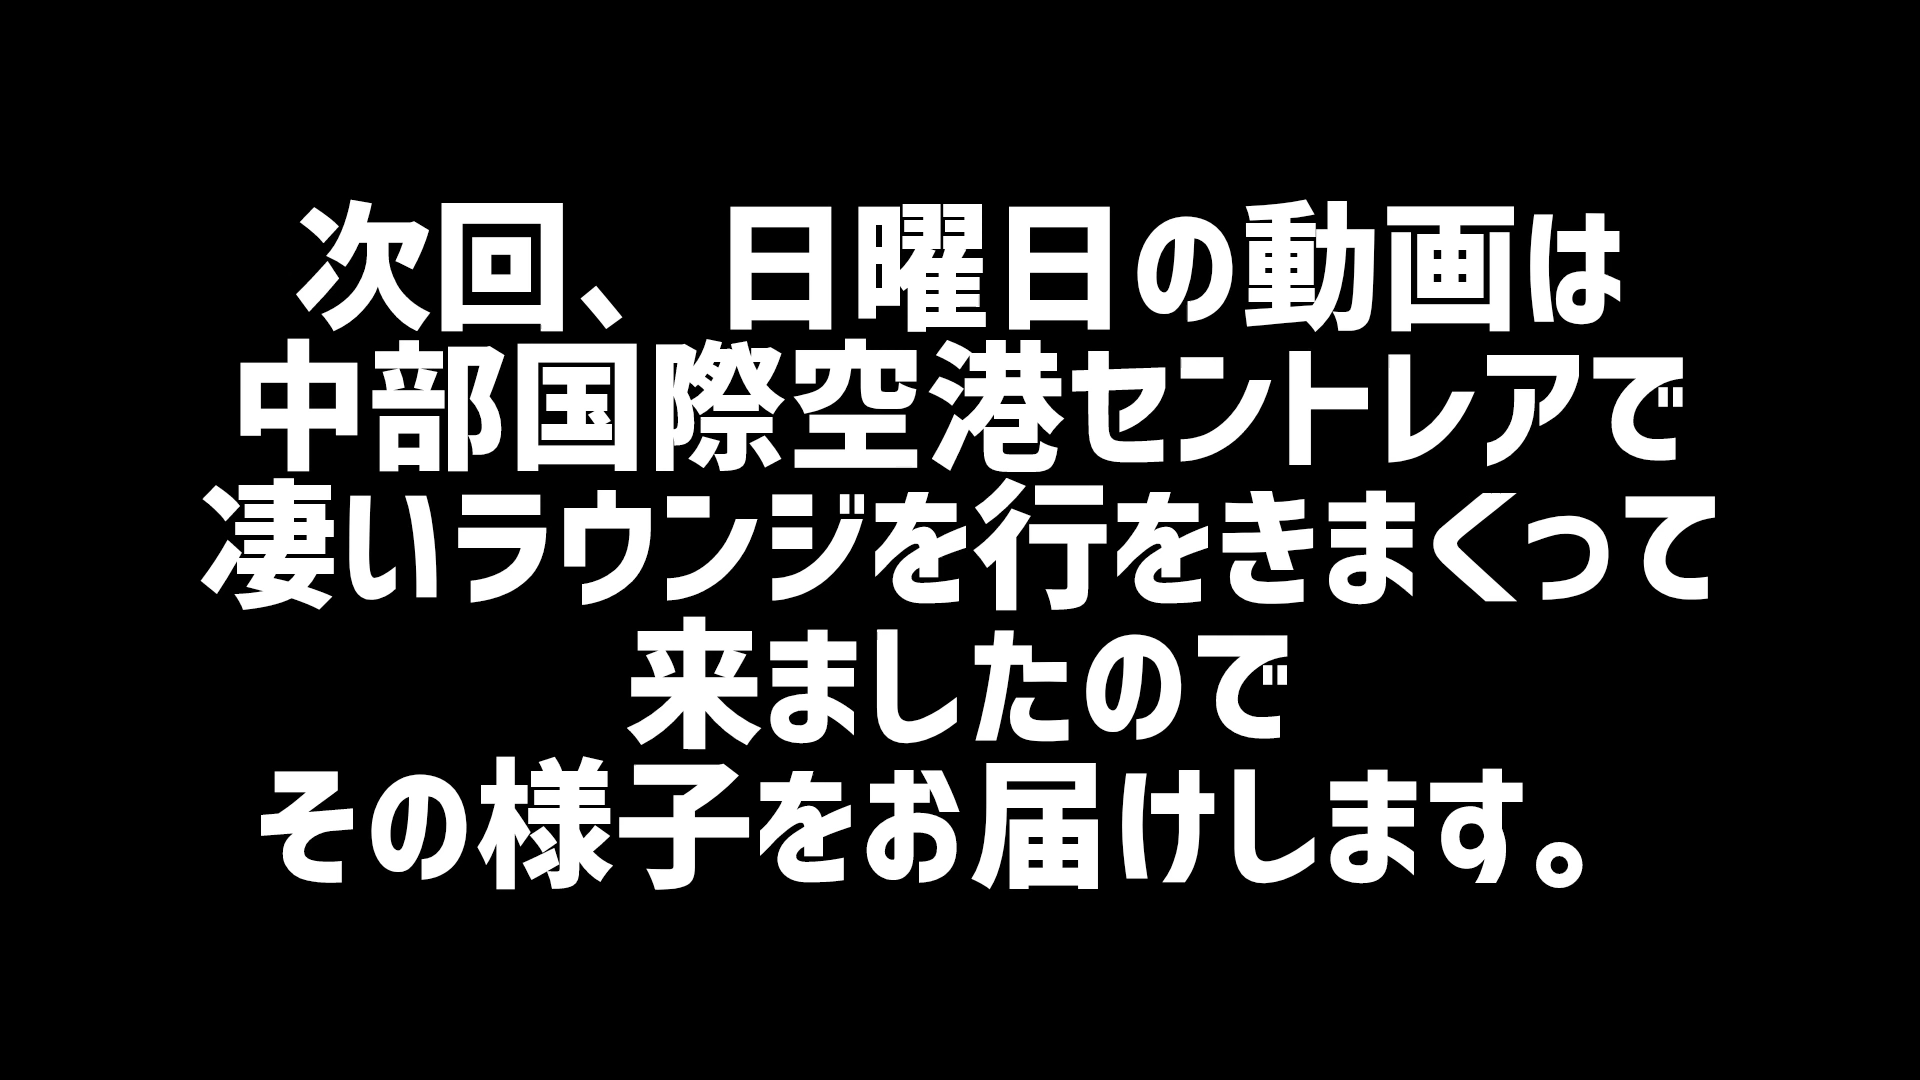 次回、日曜日の動画は
中部国際空港セントレアで
凄いラウンジを行をきまくって
来ましたので
その様子をお届けします。